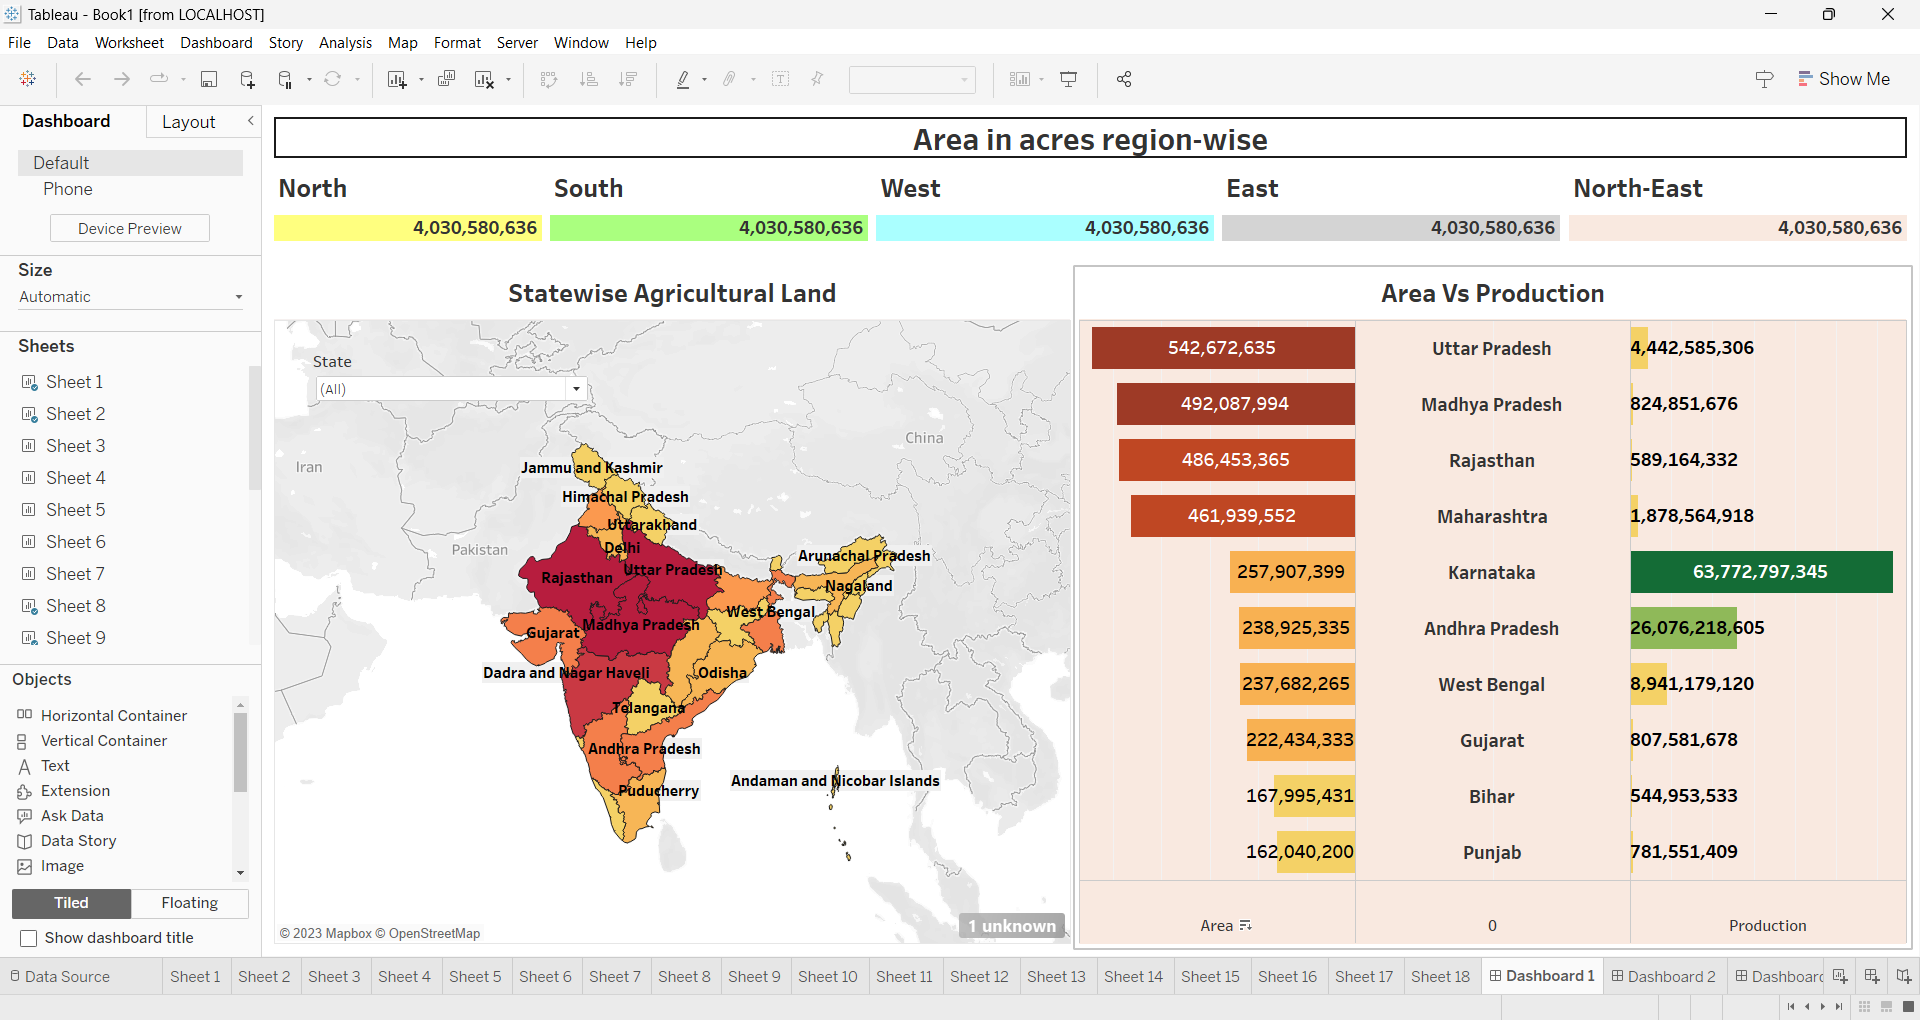 Tableau - Book1 [from LOCALHOST]
File Data Worksheet Dashboard Story Analysis Map Format Server Window Help
Show Me
Dashboard Layout
Default
Phone
Device Preview
Size
Automatic
Sheets
Sheet 1
Sheet 2
Sheet 3
Sheet 4
Sheet 5
Sheet 6
Sheet 7
Sheet 8
Sheet 9
Objects
Horizontal Container
Vertical Container
Text
Extension
Ask Data
Data Story
Image
Tiled Floating
Show dashboard title
Area in acres region-wise
North South West East North-East
4,030,580,636 4,030,580,636 4,030,580,636 4,030,580,636 4,030,580,636
Statewise Agricultural Land
State
(All)
China
Iran
Pakistan
Jammu and Kashmir
Himachal Pradesh
Uttarakhand
Delhi
Arunachal Pradesh
Uttar Pradesh
Rajasthan
Nagaland
West Bengal
Madhya Pradesh
Gujarat
Dadra and Nagar Haveli
Odisha
Telangana
Andhra Pradesh
Andaman and Nicobar Islands
Puducherry
© 2023 Mapbox © OpenStreetMap
1 unknown
Area Vs Production
542,672,635 Uttar Pradesh 4,442,585,306
492,087,994 Madhya Pradesh 824,851,676
486,453,365 Rajasthan 589,164,332
461,939,552 Maharashtra 1,878,564,918
257,907,399 Karnataka 63,772,797,345
238,925,335 Andhra Pradesh 26,076,218,605
237,682,265 West Bengal 8,941,179,120
222,434,333 Gujarat 807,581,678
167,995,431 Bihar 544,953,533
162,040,200 Punjab 781,551,409
Area 0 Production
Data Source Sheet 1 Sheet 2 Sheet 3 Sheet 4 Sheet 5 Sheet 6 Sheet 7 Sheet 8 Sheet 9 Sheet 10 Sheet 11 Sheet 12 Sheet 13 Sheet 14 Sheet 15 Sheet 16 Sheet 17 Sheet 18 Dashboard 1 Dashboard 2 Dashboard